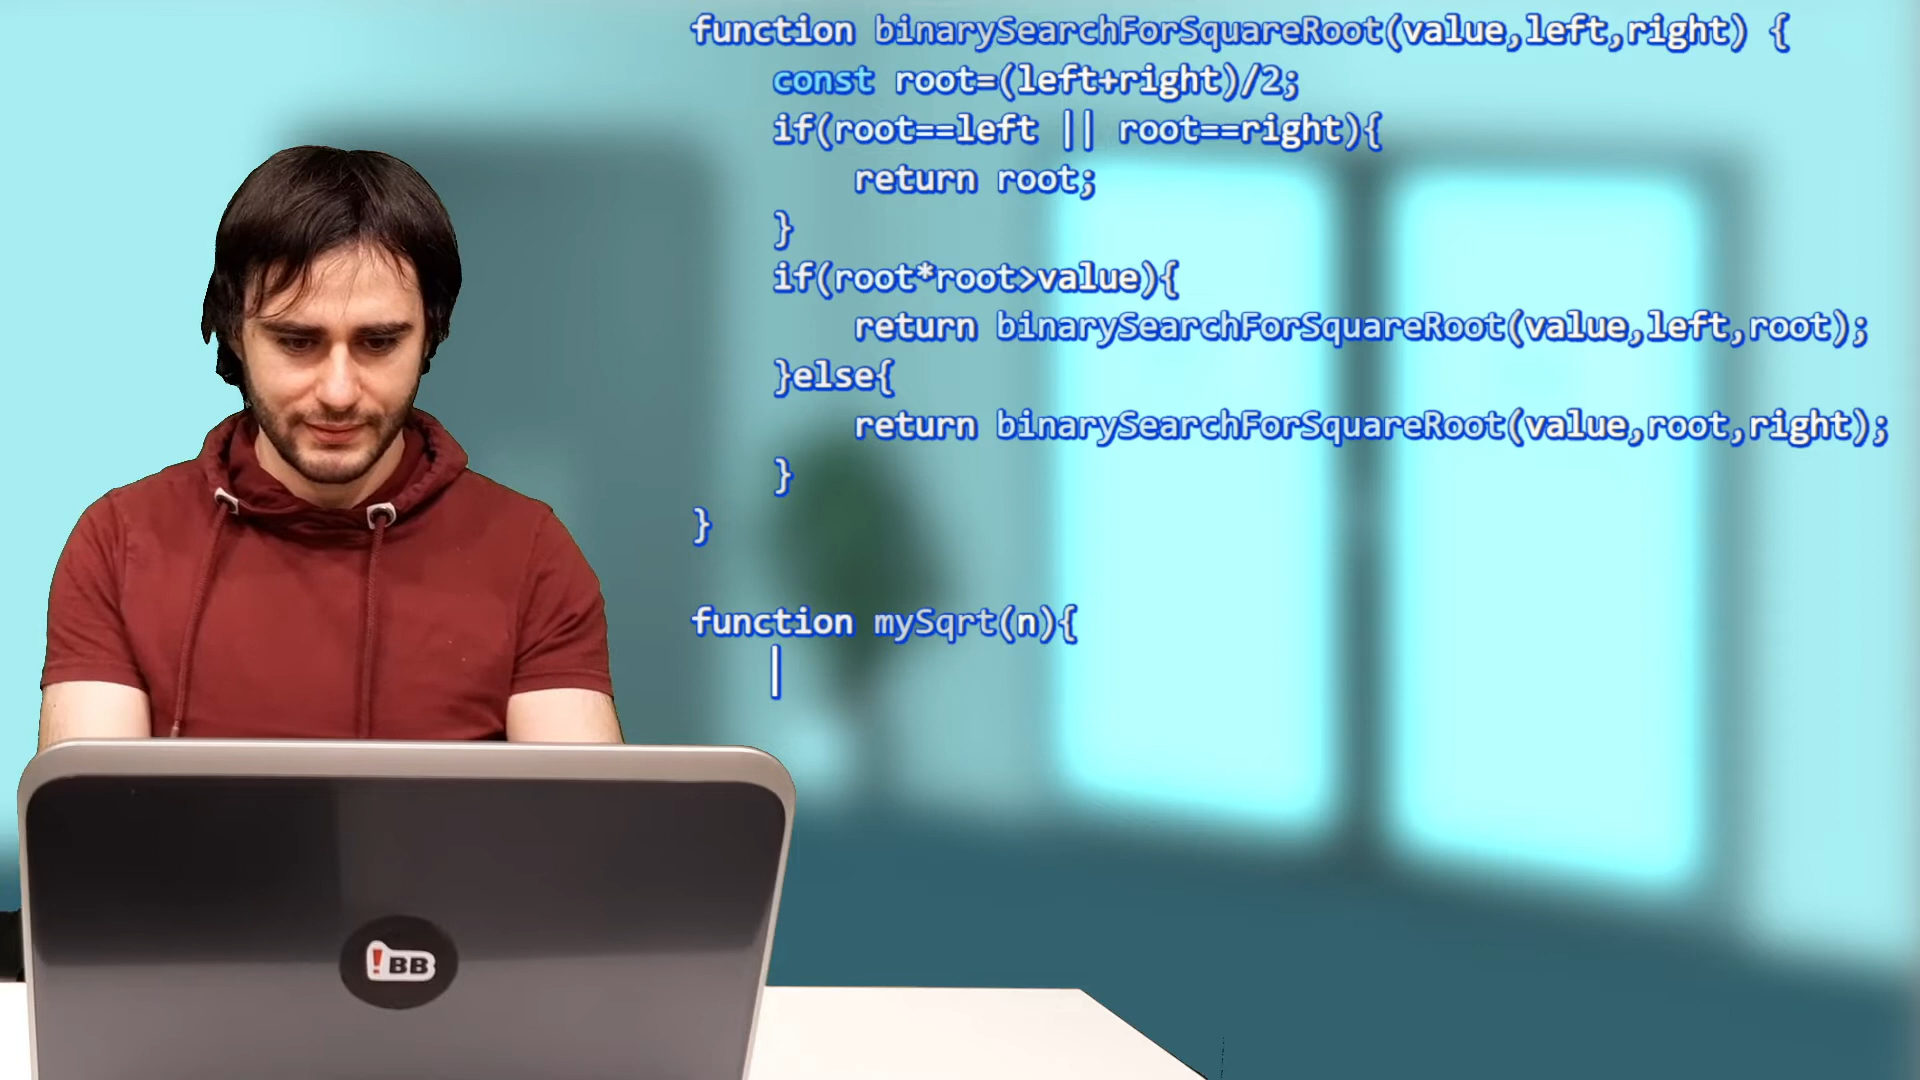 function binarySearchForSquareRoot(value,left,right) {
    const root=(left+right)/2;
    if(root==left || root==right){
        return root;
    }
    if(root*root>value){
        return binarySearchForSquareRoot(value,left,root);
    }else{
        return binarySearchForSquareRoot(value,root,right);
    }
}
function mySqrt(n){
!BB